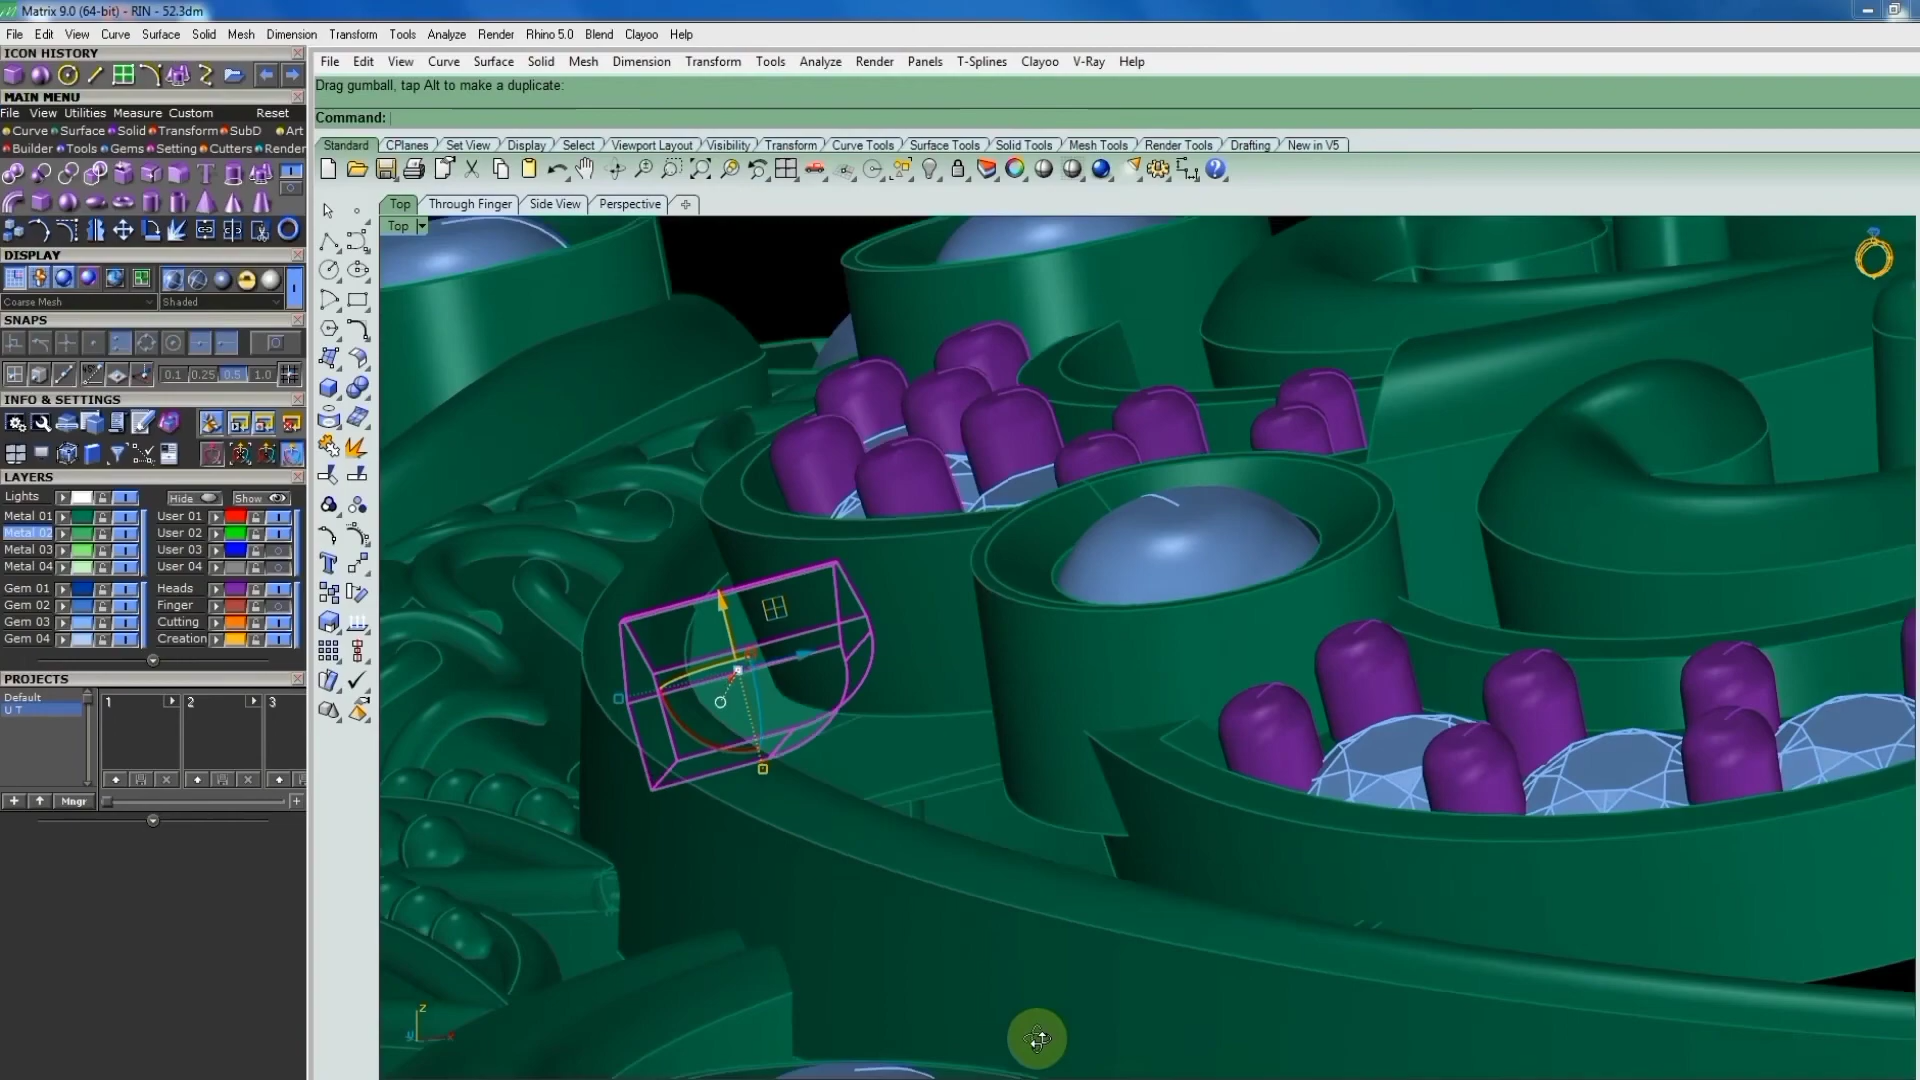 Matrix 9.0 (64-bit) - RIN - 52.3dm
File Edit View Curve Surface Solid Mesh Dimension Transform Tools Analyze Render Rhino 5.0 Blend Clayoo Help
ICON HISTORY
MAIN MENU
File View Utilities Measure Custom Reset
Curve Surface Solid Transform SubD Art
Builder Tools Gems Setting Cutters Render
DISPLAY
Coarse Mesh Shaded
SNAPS
0.1 0.25 0.5 1.0
INFO & SETTINGS
LAYERS
Lights Hide Show
Metal 01 User 01
Metal 02 User 02
Metal 03 User 03
Metal 04 User 04
Gem 01 Heads
Gem 02 Finger
Gem 03 Cutting
Gem 04 Creation
PROJECTS
Default
U T
1 2 3
Mngr
File Edit View Curve Surface Solid Mesh Dimension Transform Tools Analyze Render Panels T-Splines Clayoo V-Ray Help
Drag gumball, tap Alt to make a duplicate:
Command:
Standard CPlanes Set View Display Select Viewport Layout Visibility Transform Curve Tools Surface Tools Solid Tools Mesh Tools Render Tools Drafting New in V5
Top Through Finger Side View Perspective
Top
z
y x